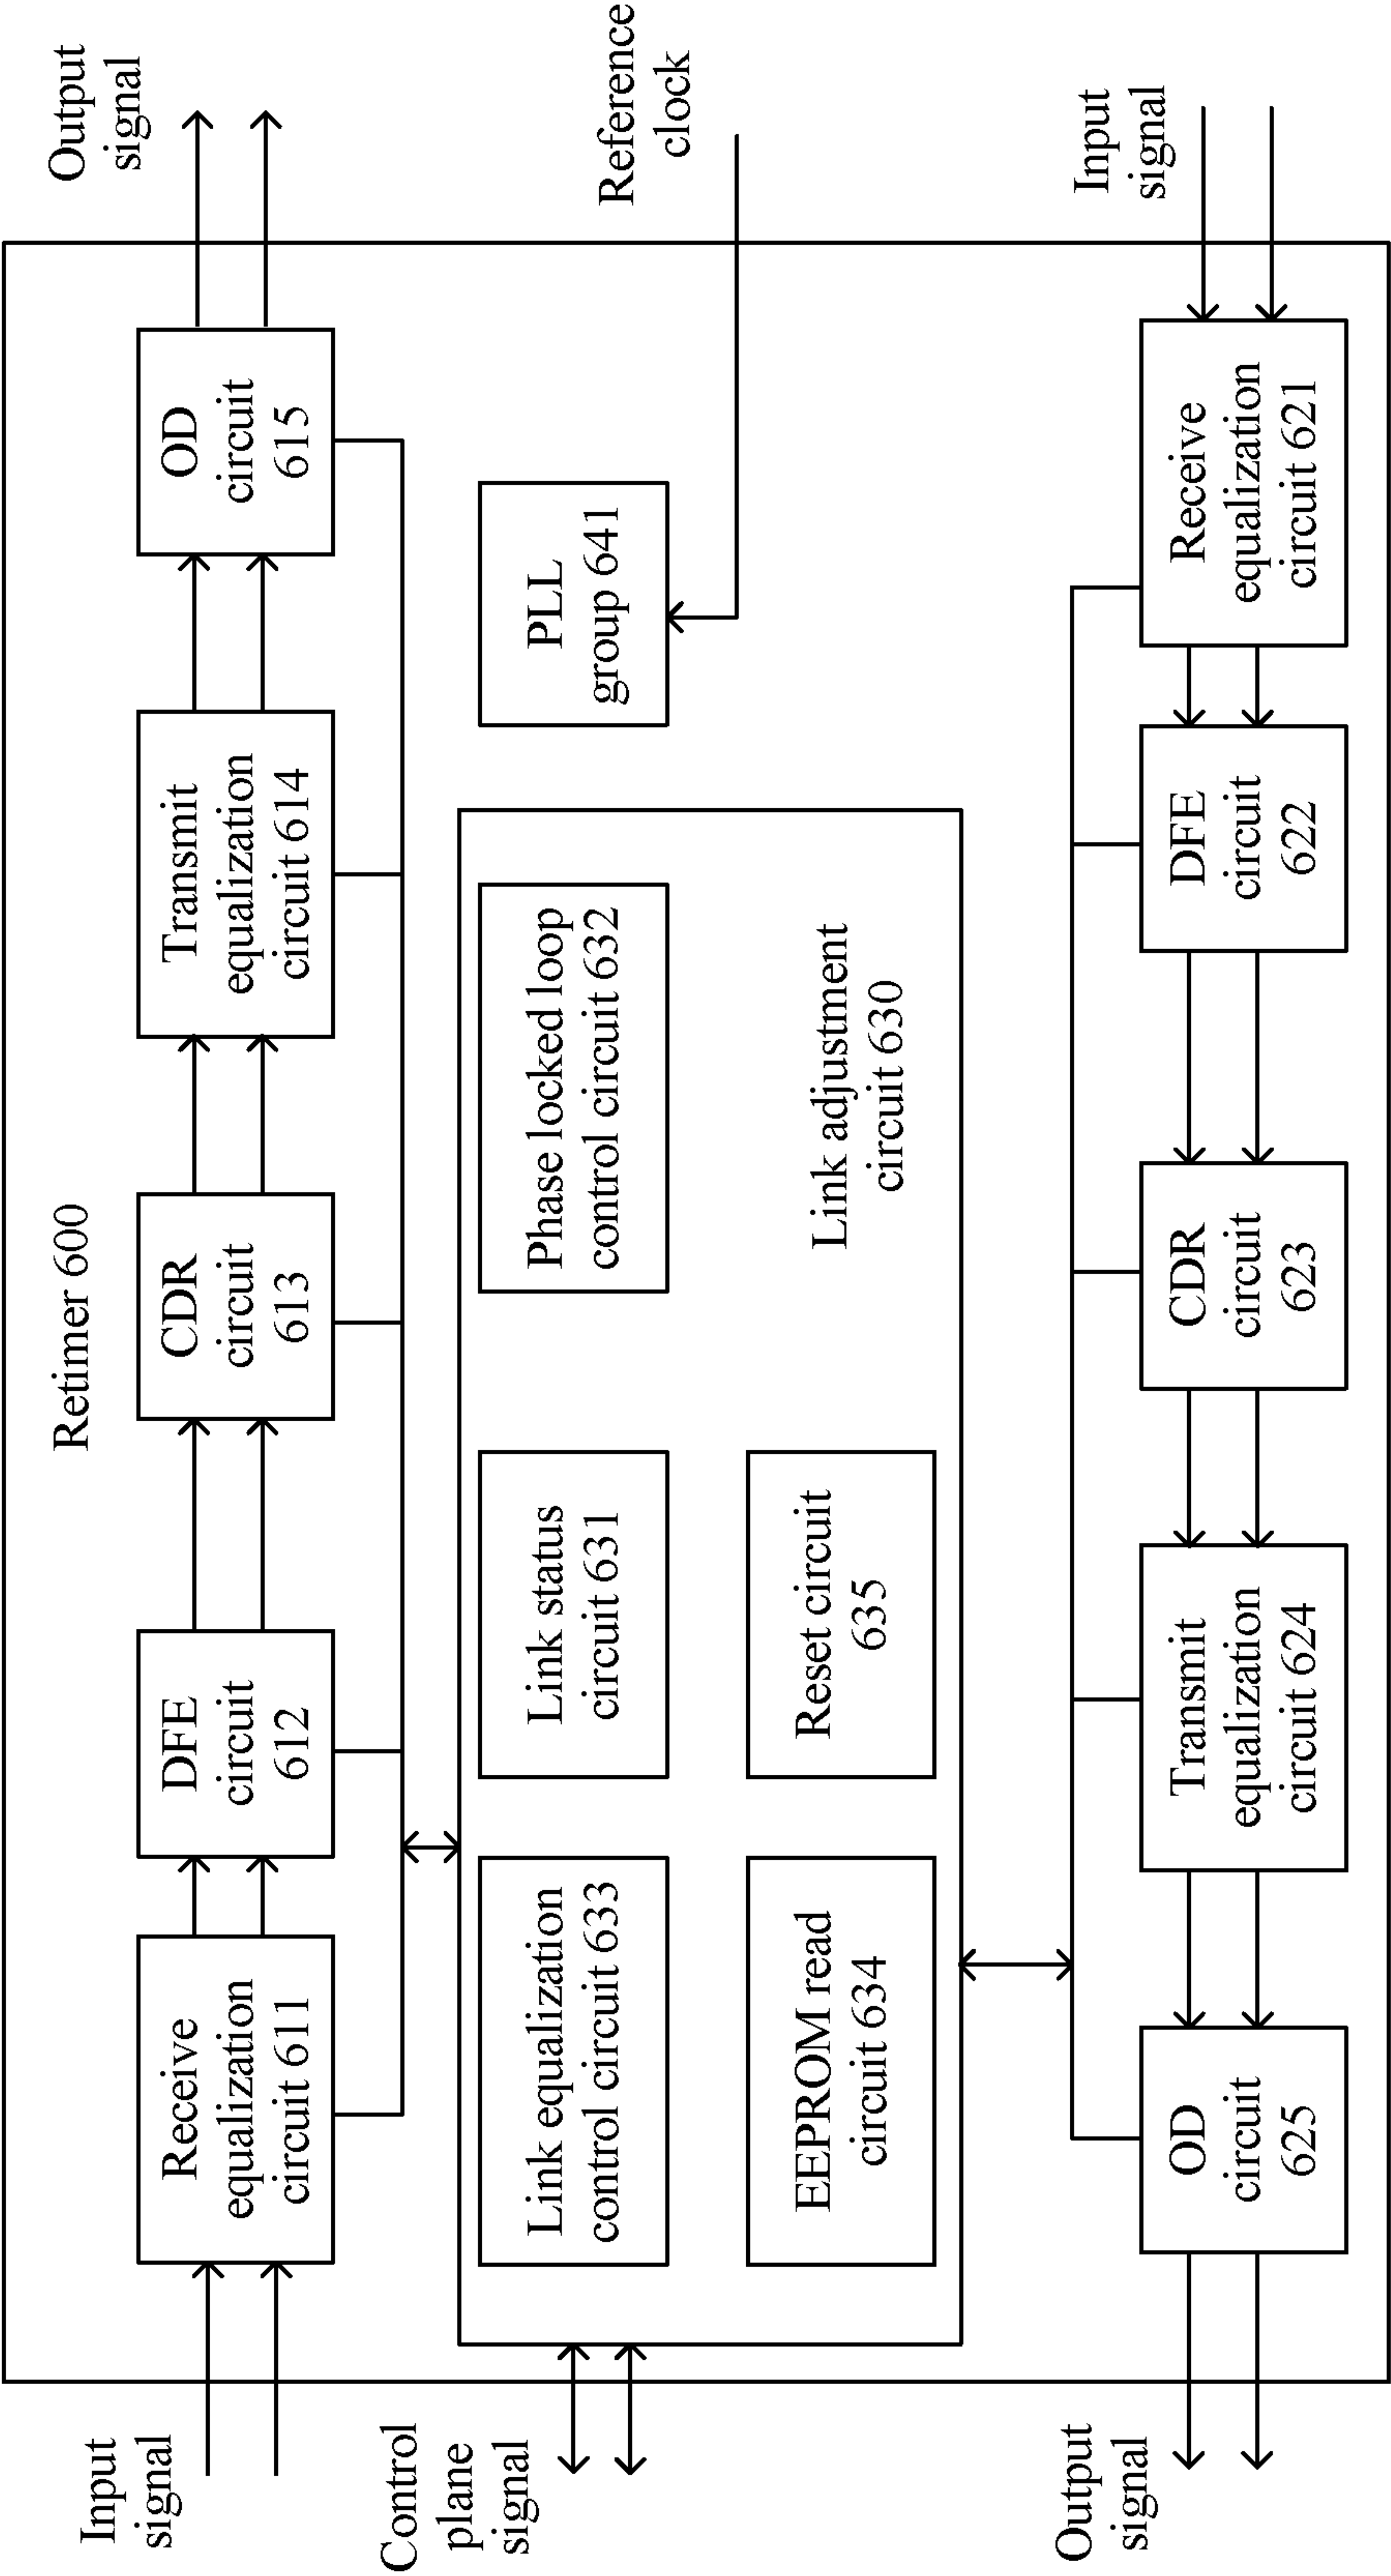 Retimer 600
Input
signal
Receive
equalization
circuit 611
DFE
circuit
612
CDR
circuit
613
Transmit
equalization
circuit 614
OD
circuit
615
Output
signal
Control
plane
signal
Link equalization
control circuit 633
Link status
circuit 631
Phase locked loop
control circuit 632
PLL
group 641
Reference
clock
EEPROM read
circuit 634
Reset circuit
635
Link adjustment
circuit 630
Output
signal
OD
circuit
625
Transmit
equalization
circuit 624
CDR
circuit
623
DFE
circuit
622
Receive
equalization
circuit 621
Input
signal